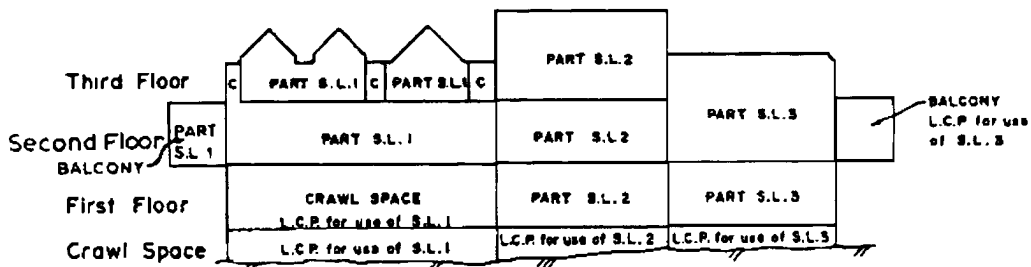 PART S.L.2
Third Floor
C
PART S.L.1
C
PART S.L.1
C
PART S.L.3
BALCONY
L.C.P for use
of S.L.3
PART
S.L 1
Second Floor
BALCONY
PART S.L.1
PART S.L.2
First Floor
CRAWL SPACE
L.C.P. for use of S.L.1
PART S.L.2
PART S.L.3
Crawl Space
L.C.P. for use of S.L.1
L.C.P. for use of S.L.2
L.C.P. for use of S.L.3